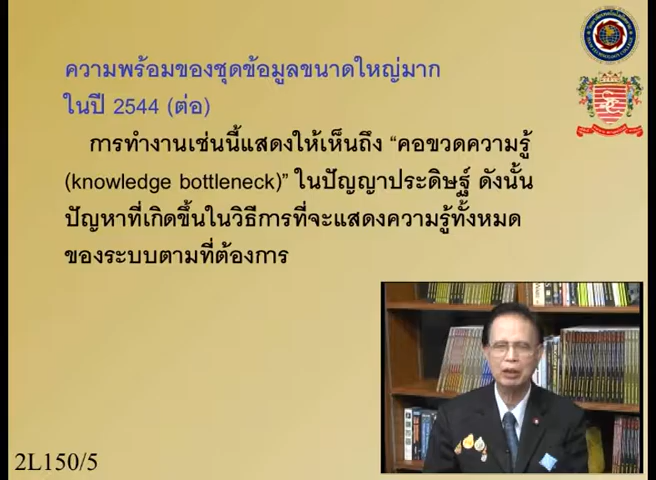 ความพร้อมของชุดข้อมูลขนาดใหญ่มาก
ในปี 2544 (ต่อ)
การทำงานเช่นนี้แสดงให้เห็นถึง “คอขวดความรู้
(knowledge bottleneck)” ในปัญญาประดิษฐ์ ดังนั้น
ปัญหาที่เกิดขึ้นในวิธีการที่จะแสดงความรู้ทั้งหมด
ของระบบตามที่ต้องการ
2L150/5